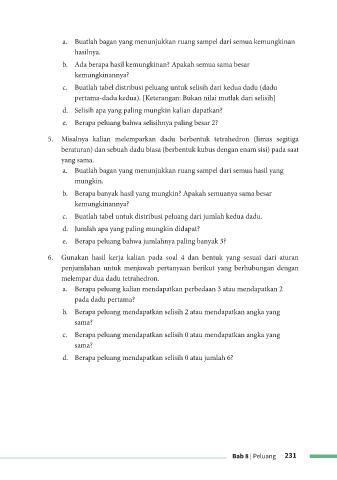 a. Buatlah bagan yang menunjukkan ruang sampel dari semua kemungkinan
hasilnya.
b. Ada berapa hasil kemungkinan? Apakah semua sama besar
kemungkinannya?
c. Buatlah tabel distribusi peluang untuk selisih dari kedua dadu (dadu
pertama-dadu kedua). [Keterangan: Bukan nilai mutlak dari selisih]
d. Selisih apa yang paling mungkin kalian dapatkan?
e. Berapa peluang bahwa selisihnya paling besar 2?
5. Misalnya kalian melemparkan dadu berbentuk tetrahedron (limas segitiga
beraturan) dan sebuah dadu biasa (berbentuk kubus dengan enam sisi) pada saat
yang sama.
a. Buatlah bagan yang menunjukkan ruang sampel dari semua hasil yang
mungkin.
b. Berapa banyak hasil yang mungkin? Apakah semuanya sama besar
kemungkinannya?
c. Buatlah tabel untuk distribusi peluang dari jumlah kedua dadu.
d. Jumlah apa yang paling mungkin didapat?
e. Berapa peluang bahwa jumlahnya paling banyak 3?
6. Gunakan hasil kerja kalian pada soal 4 dan bentuk yang sesuai dari aturan
penjumlahan untuk menjawab pertanyaan berikut yang berhubungan dengan
melempar dua dadu tetrahedron.
a. Berapa peluang kalian mendapatkan perbedaan 3 atau mendapatkan 2
pada dadu pertama?
b. Berapa peluang mendapatkan selisih 2 atau mendapatkan angka yang
sama?
c. Berapa peluang mendapatkan selisih 0 atau mendapatkan angka yang
sama?
d. Berapa peluang mendapatkan selisih 0 atau jumlah 6?
Bab 8 | Peluang 231